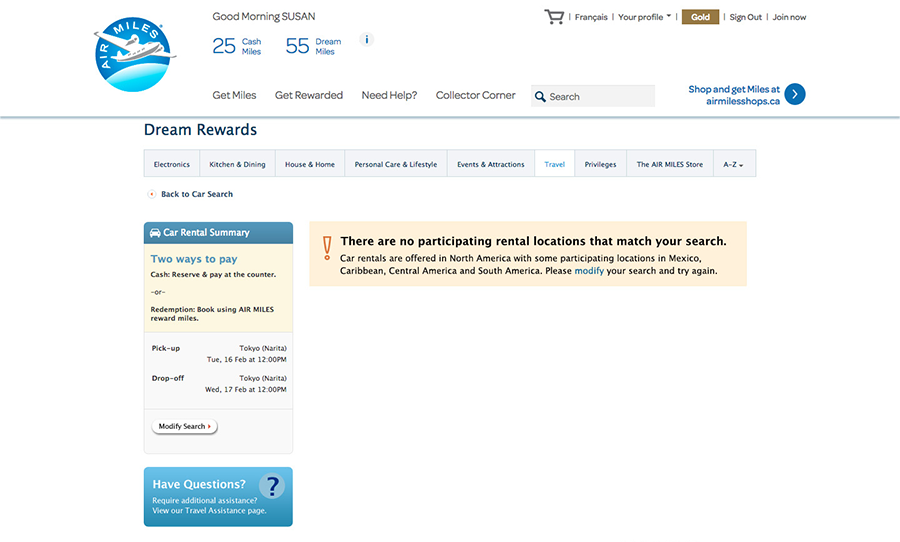 AIR MILES
Good Morning SUSAN
25 Cash Miles
55 Dream Miles
i
Français
Your profile
Gold
Sign Out
Join now
Get Miles
Get Rewarded
Need Help?
Collector Corner
Search
Shop and get Miles at
airmilesshops.ca
Dream Rewards
Electronics
Kitchen & Dining
House & Home
Personal Care & Lifestyle
Events & Attractions
Travel
Privileges
The AIR MILES Store
A-Z
Back to Car Search
Car Rental Summary
Two ways to pay
Cash: Reserve & pay at the counter.
-or-
Redemption: Book using AIR MILES
reward miles.
Pick-up Tokyo (Narita)
Tue, 16 Feb at 12:00PM
Drop-off Tokyo (Narita)
Wed, 17 Feb at 12:00PM
Modify Search
Have Questions? ?
Require additional assistance?
View our Travel Assistance page.
! There are no participating rental locations that match your search.
Car rentals are offered in North America with some participating locations in Mexico,
Caribbean, Central America and South America. Please modify your search and try again.